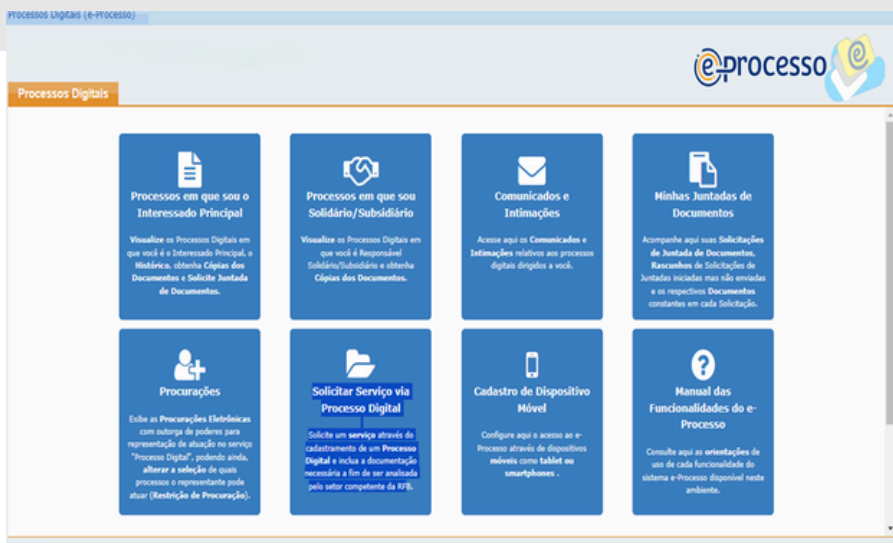 Processos Digitais (e-Processo)
e-processo
Processos Digitais
Processos em que sou o
Interessado Principal
Visualize os Processos Digitais em
que você é o Interessado Principal, o
Histórico, obtenha Cópias dos
Documentos e Solicite Juntada
de Documentos.
Processos em que sou
Solidário/Subsidiário
Visualize os Processos Digitais em
que você é Responsável
Solidário/Subsidiário e obtenha
Cópias dos Documentos.
Comunicados e
Intimações
Acesse aqui os Comunicados e
Intimações relativos aos processos
digitais dirigidos a você.
Minhas Juntadas de
Documentos
Acompanhe aqui suas Solicitações
de Juntada de Documentos,
Rascunhos de Solicitações de
Juntadas iniciadas mas não enviadas
e os respectivos Documentos
constantes em cada Solicitação.
Procurações
Exibe as Procurações Eletrônicas
com outorga de poderes para
representação de atuação no serviço
"Processo Digital", podendo ainda,
alterar a seleção de quais
processos o representante pode
atuar (Restrição de Procuração).
Solicitar Serviço via
Processo Digital
Solicite um serviço através do
cadastramento de um Processo
Digital e inclua a documentação
necessária a fim de ser analisada
pelo setor competente da RFB.
Cadastro de Dispositivo
Móvel
Configure aqui o acesso ao e-
Processo através de dispositivos
móveis como tablet ou
smartphones .
Manual das
Funcionalidades do e-
Processo
Consulte aqui as orientações de
uso de cada funcionalidade do
sistema e-Processo disponível neste
ambiente.